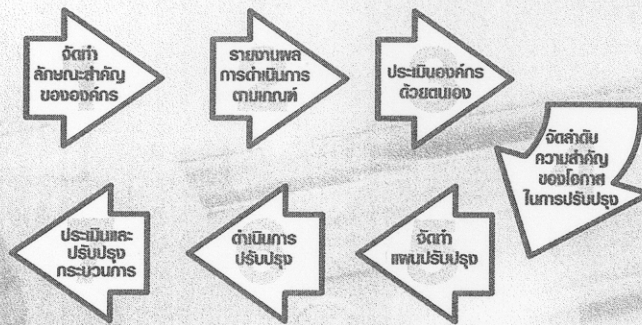 จัดทำ
ลักษณะสำคัญ
ขององค์กร
รายงานผล
การดำเนินการ
ตามเกณฑ์
ประเมินองค์กร
ด้วยตนเอง
จัดลำดับ
ความสำคัญ
ของโอกาส
ในการปรับปรุง
จัดทำ
แผนปรับปรุง
ดำเนินการ
ปรับปรุง
ประเมินและ
ปรับปรุง
กระบวนการ